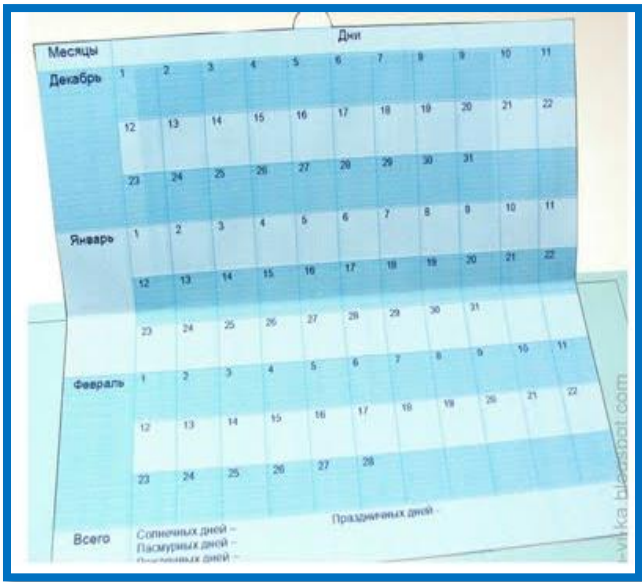 Дни
Месяцы
Декабрь 1 2 3 4 5 6 7 8 9 10 11
12 13 14 15 16 17 18 19 20 21 22
23 24 25 26 27 28 29 30 31
Январь 1 2 3 4 5 6 7 8 9 10 11
12 13 14 15 16 17 18 19 20 21 22
23 24 25 26 27 28 29 30 31
Февраль 1 2 3 4 5 6 7 8 9 10 11
12 13 14 15 16 17 18 19 20 21 22
23 24 25 26 27 28
Всего Солнечных дней – Праздничных дней -
Пасмурных дней –
дней –